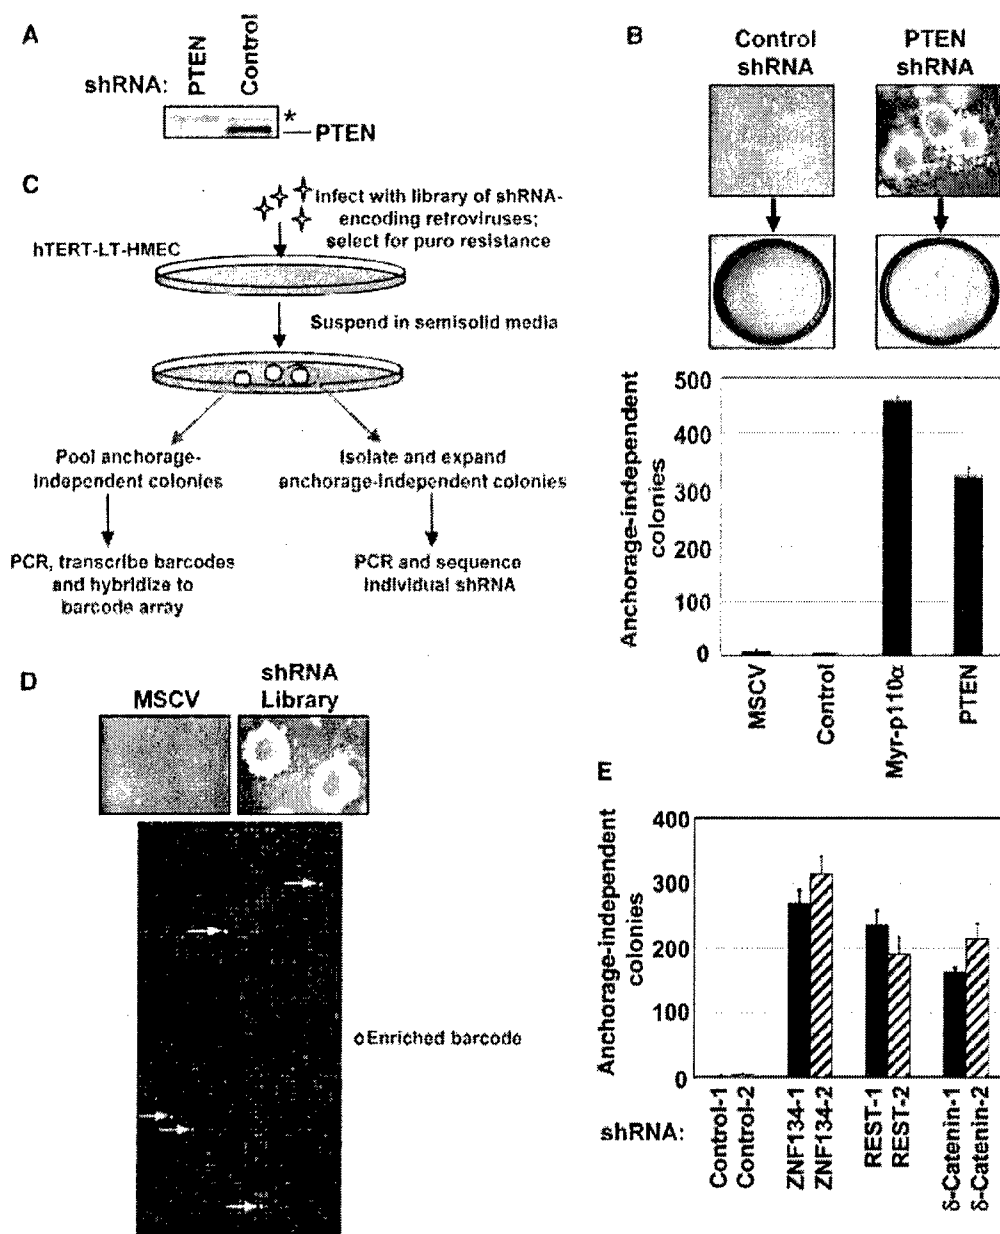 A
shRNA:
PTEN
Control
*
PTEN
B
Control
shRNA
PTEN
shRNA
500
400
300
200
100
0
Anchorage-independent
colonies
MSCV
Control
Myr-p110α
PTEN
C
Infect with library of shRNA-
encoding retroviruses;
select for puro resistance
hTERT-LT-HMEC
Suspend in semisolid media
Pool anchorage-
independent colonies
Isolate and expand
anchorage-independent colonies
PCR, transcribe barcodes
and hybridize to
barcode array
PCR and sequence
individual shRNA
D
MSCV
shRNA
Library
Enriched barcode
E
400
300
200
100
0
Anchorage-independent
colonies
shRNA:
Control-1
Control-2
ZNF134-1
ZNF134-2
REST-1
REST-2
δ-Catenin-1
δ-Catenin-2